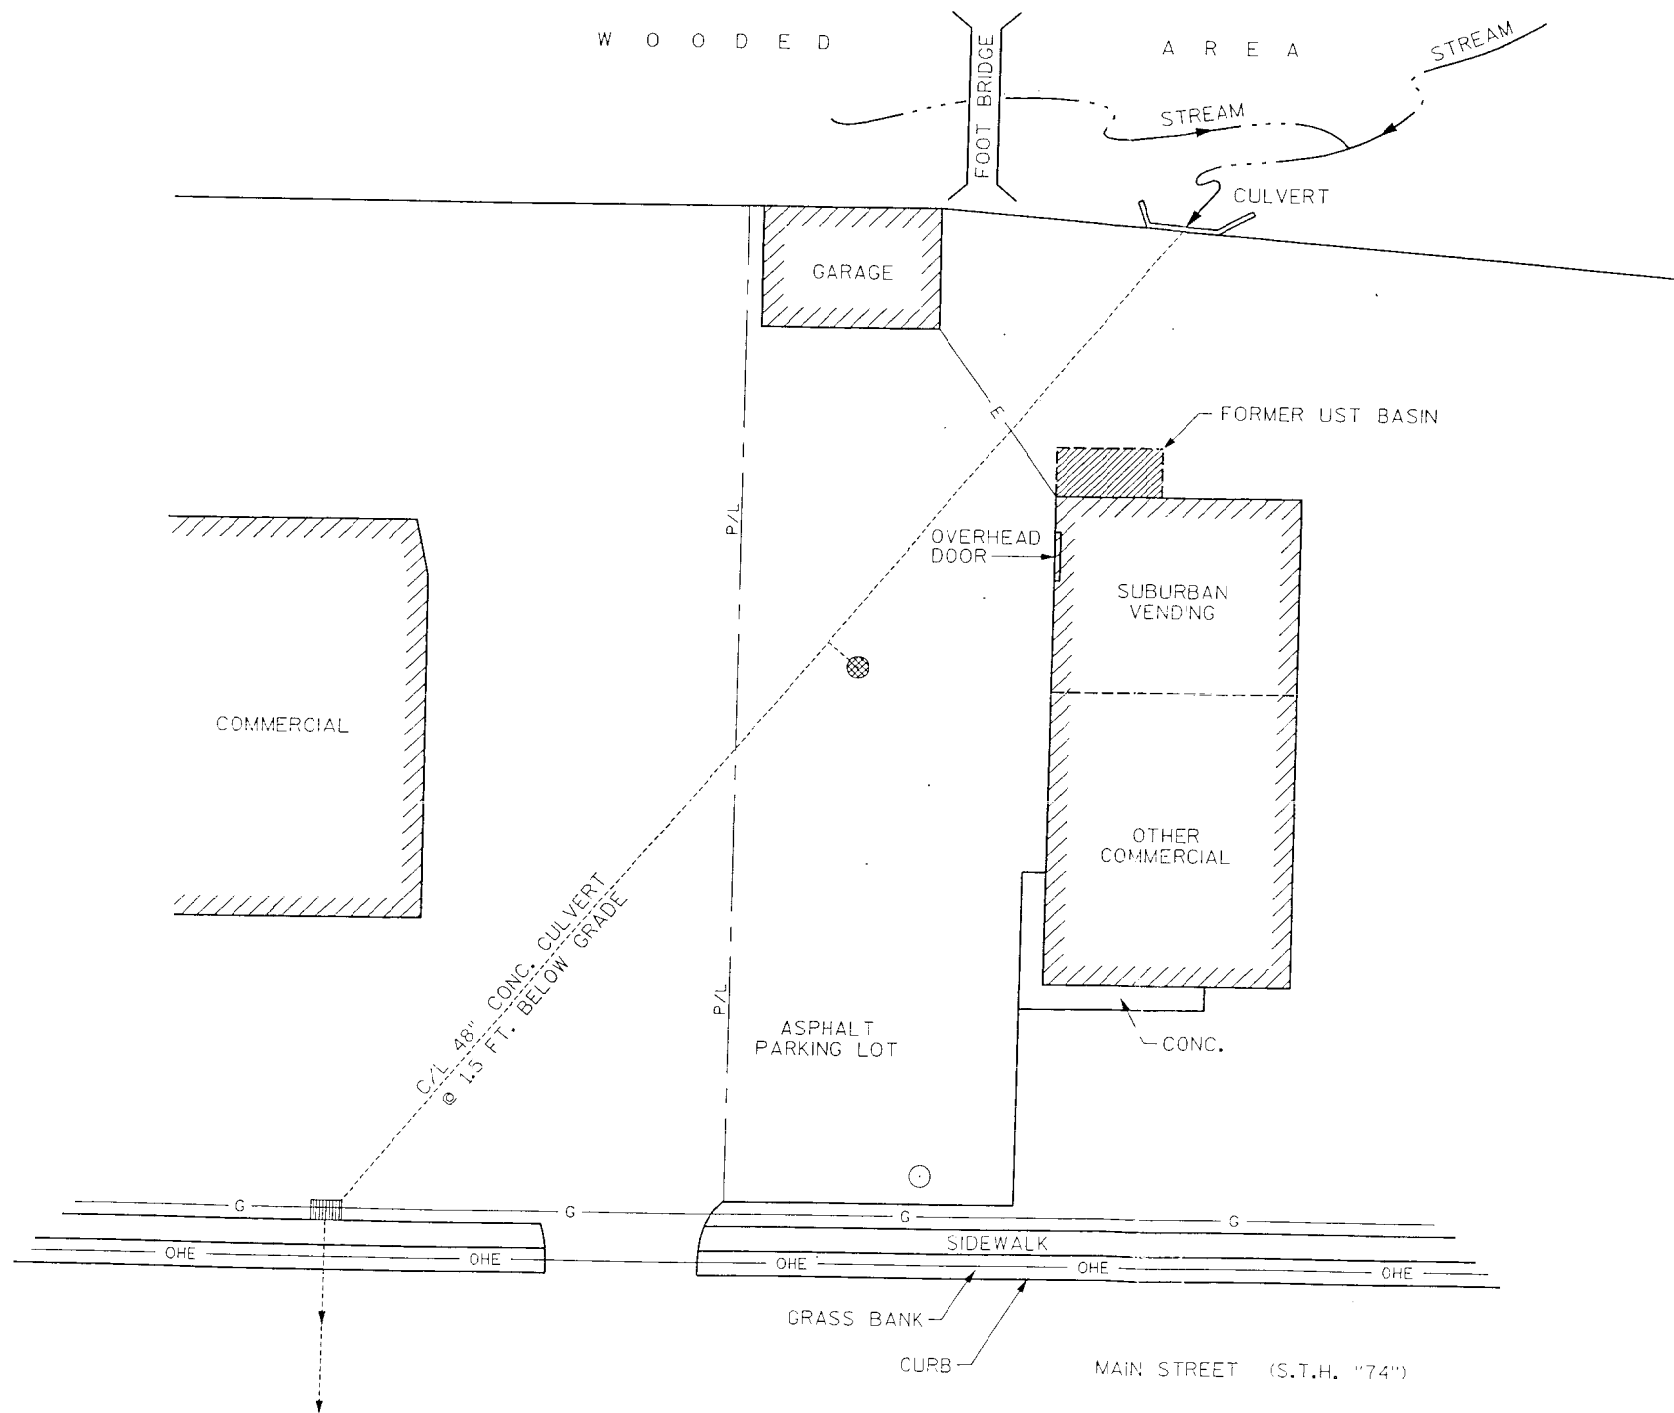 WOODED AREA
STREAM
STREAM
FOOT BRIDGE
CULVERT
GARAGE
E
FORMER UST BASIN
P/L
OVERHEAD
DOOR
SUBURBAN
VENDING
COMMERCIAL
OTHER
COMMERCIAL
C/L 48" CONC. CULVERT
@ 1.5 FT. BELOW GRADE
P/L
ASPHALT
PARKING LOT
CONC.
G
G
G
G
SIDEWALK
OHE
OHE
OHE
OHE
OHE
GRASS BANK
CURB
MAIN STREET (S.T.H. "74")